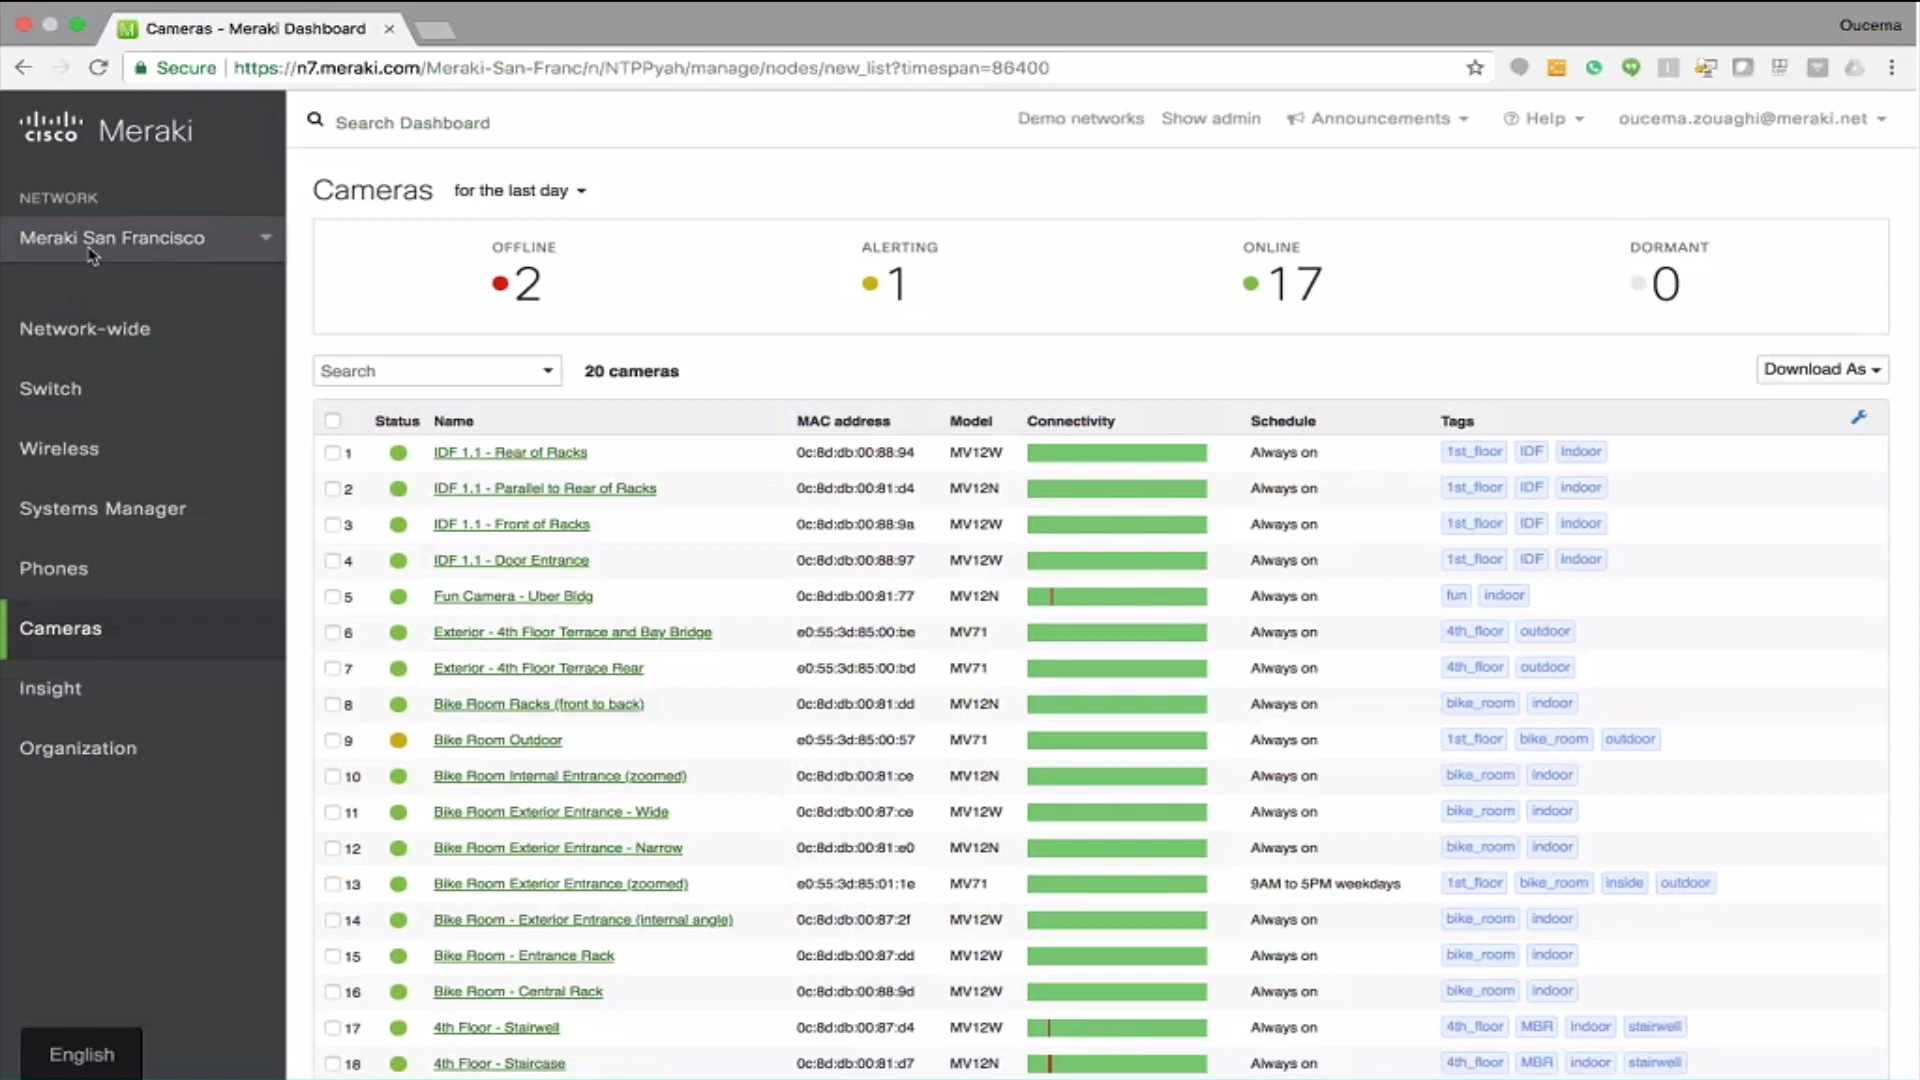 Cameras - Meraki Dashboard ×
Oucema
Secure https://n7.meraki.com/Meraki-San-Franc/n/NTPPyah/manage/nodes/new_list?timespan=86400
cisco Meraki
Search Dashboard
Demo networks Show admin Announcements Help oucema.zouaghi@meraki.net
NETWORK
Meraki San Francisco
Network-wide
Switch
Wireless
Systems Manager
Phones
Cameras
Insight
Organization
English
Cameras for the last day
OFFLINE ALERTING ONLINE DORMANT
2 1 17 0
Search 20 cameras Download As
Status Name MAC address Model Connectivity Schedule Tags
1 IDF 1.1 - Rear of Racks 0c:8d:db:00:88:94 MV12W Always on 1st_floor IDF indoor
2 IDF 1.1 - Parallel to Rear of Racks 0c:8d:db:00:81:d4 MV12N Always on 1st_floor IDF indoor
3 IDF 1.1 - Front of Racks 0c:8d:db:00:88:9a MV12W Always on 1st_floor IDF indoor
4 IDF 1.1 - Door Entrance 0c:8d:db:00:88:97 MV12W Always on 1st_floor IDF indoor
5 Fun Camera - Uber Bldg 0c:8d:db:00:81:77 MV12N Always on fun indoor
6 Exterior - 4th Floor Terrace and Bay Bridge e0:55:3d:85:00:be MV71 Always on 4th_floor outdoor
7 Exterior - 4th Floor Terrace Rear e0:55:3d:85:00:bd MV71 Always on 4th_floor outdoor
8 Bike Room Racks (front to back) 0c:8d:db:00:81:dd MV12N Always on bike_room indoor
9 Bike Room Outdoor e0:55:3d:85:00:57 MV71 Always on 1st_floor bike_room outdoor
10 Bike Room Internal Entrance (zoomed) 0c:8d:db:00:81:ce MV12N Always on bike_room indoor
11 Bike Room Exterior Entrance - Wide 0c:8d:db:00:87:ce MV12W Always on bike_room indoor
12 Bike Room Exterior Entrance - Narrow 0c:8d:db:00:81:e0 MV12N Always on bike_room indoor
13 Bike Room Exterior Entrance (zoomed) e0:55:3d:85:01:1e MV71 9AM to 5PM weekdays 1st_floor bike_room inside outdoor
14 Bike Room - Exterior Entrance (internal angle) 0c:8d:db:00:87:2f MV12W Always on bike_room indoor
15 Bike Room - Entrance Rack 0c:8d:db:00:87:dd MV12W Always on bike_room indoor
16 Bike Room - Central Rack 0c:8d:db:00:88:9d MV12W Always on bike_room indoor
17 4th Floor - Stairwell 0c:8d:db:00:87:d4 MV12W Always on 4th_floor MBR indoor stairwell
18 4th Floor - Staircase 0c:8d:db:00:81:d7 MV12N Always on 4th_floor MBR indoor stairwell